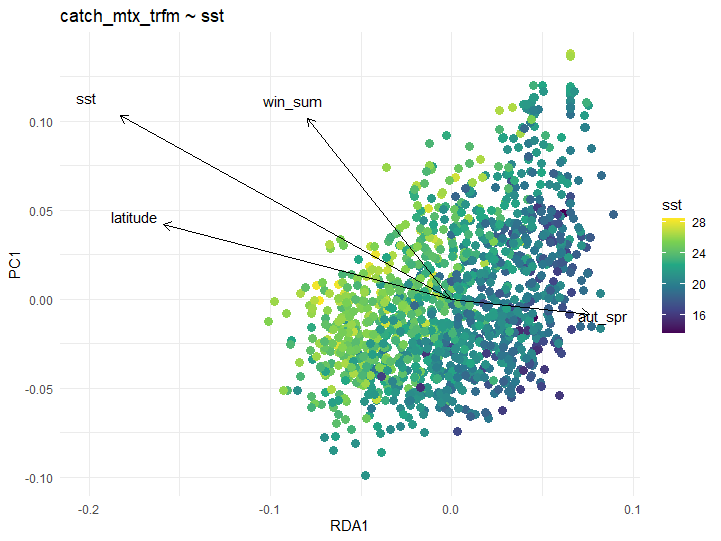 catch_mtx_trfm ~ sst
sst
win_sum
latitude
aut_spr
0.10
0.05
0.00
-0.05
-0.10
PC1
-0.2
-0.1
0.0
0.1
RDA1
sst
28
24
20
16